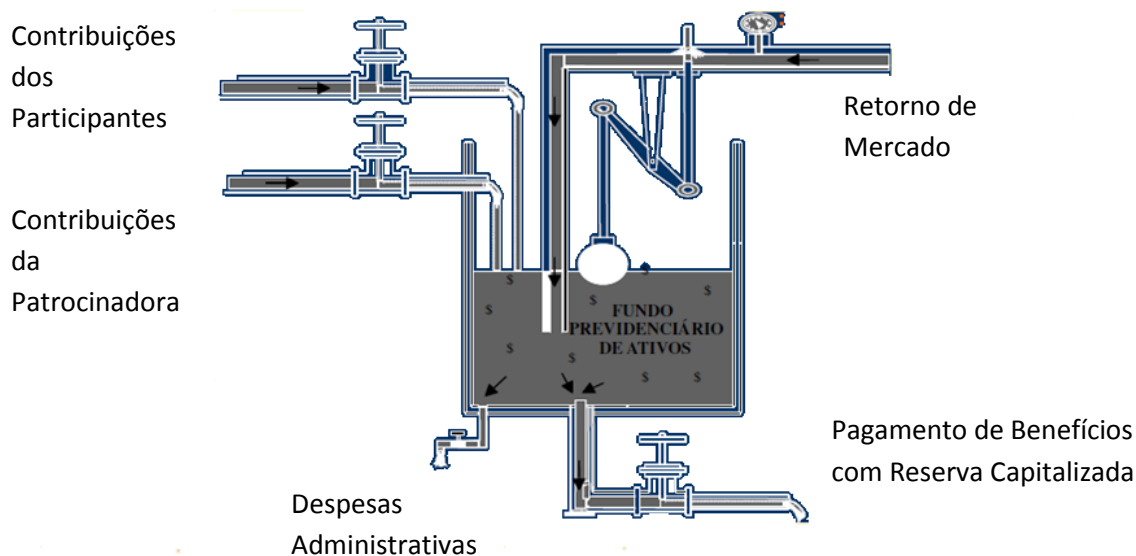 Contribuições
dos
Participantes
Retorno de
Mercado
Contribuições
da
Patrocinadora
$
$
$
$
FUNDO
PREVIDENCIÁRIO
DE ATIVOS
$
$
$
$
$
Pagamento de Benefícios
com Reserva Capitalizada
Despesas
Administrativas